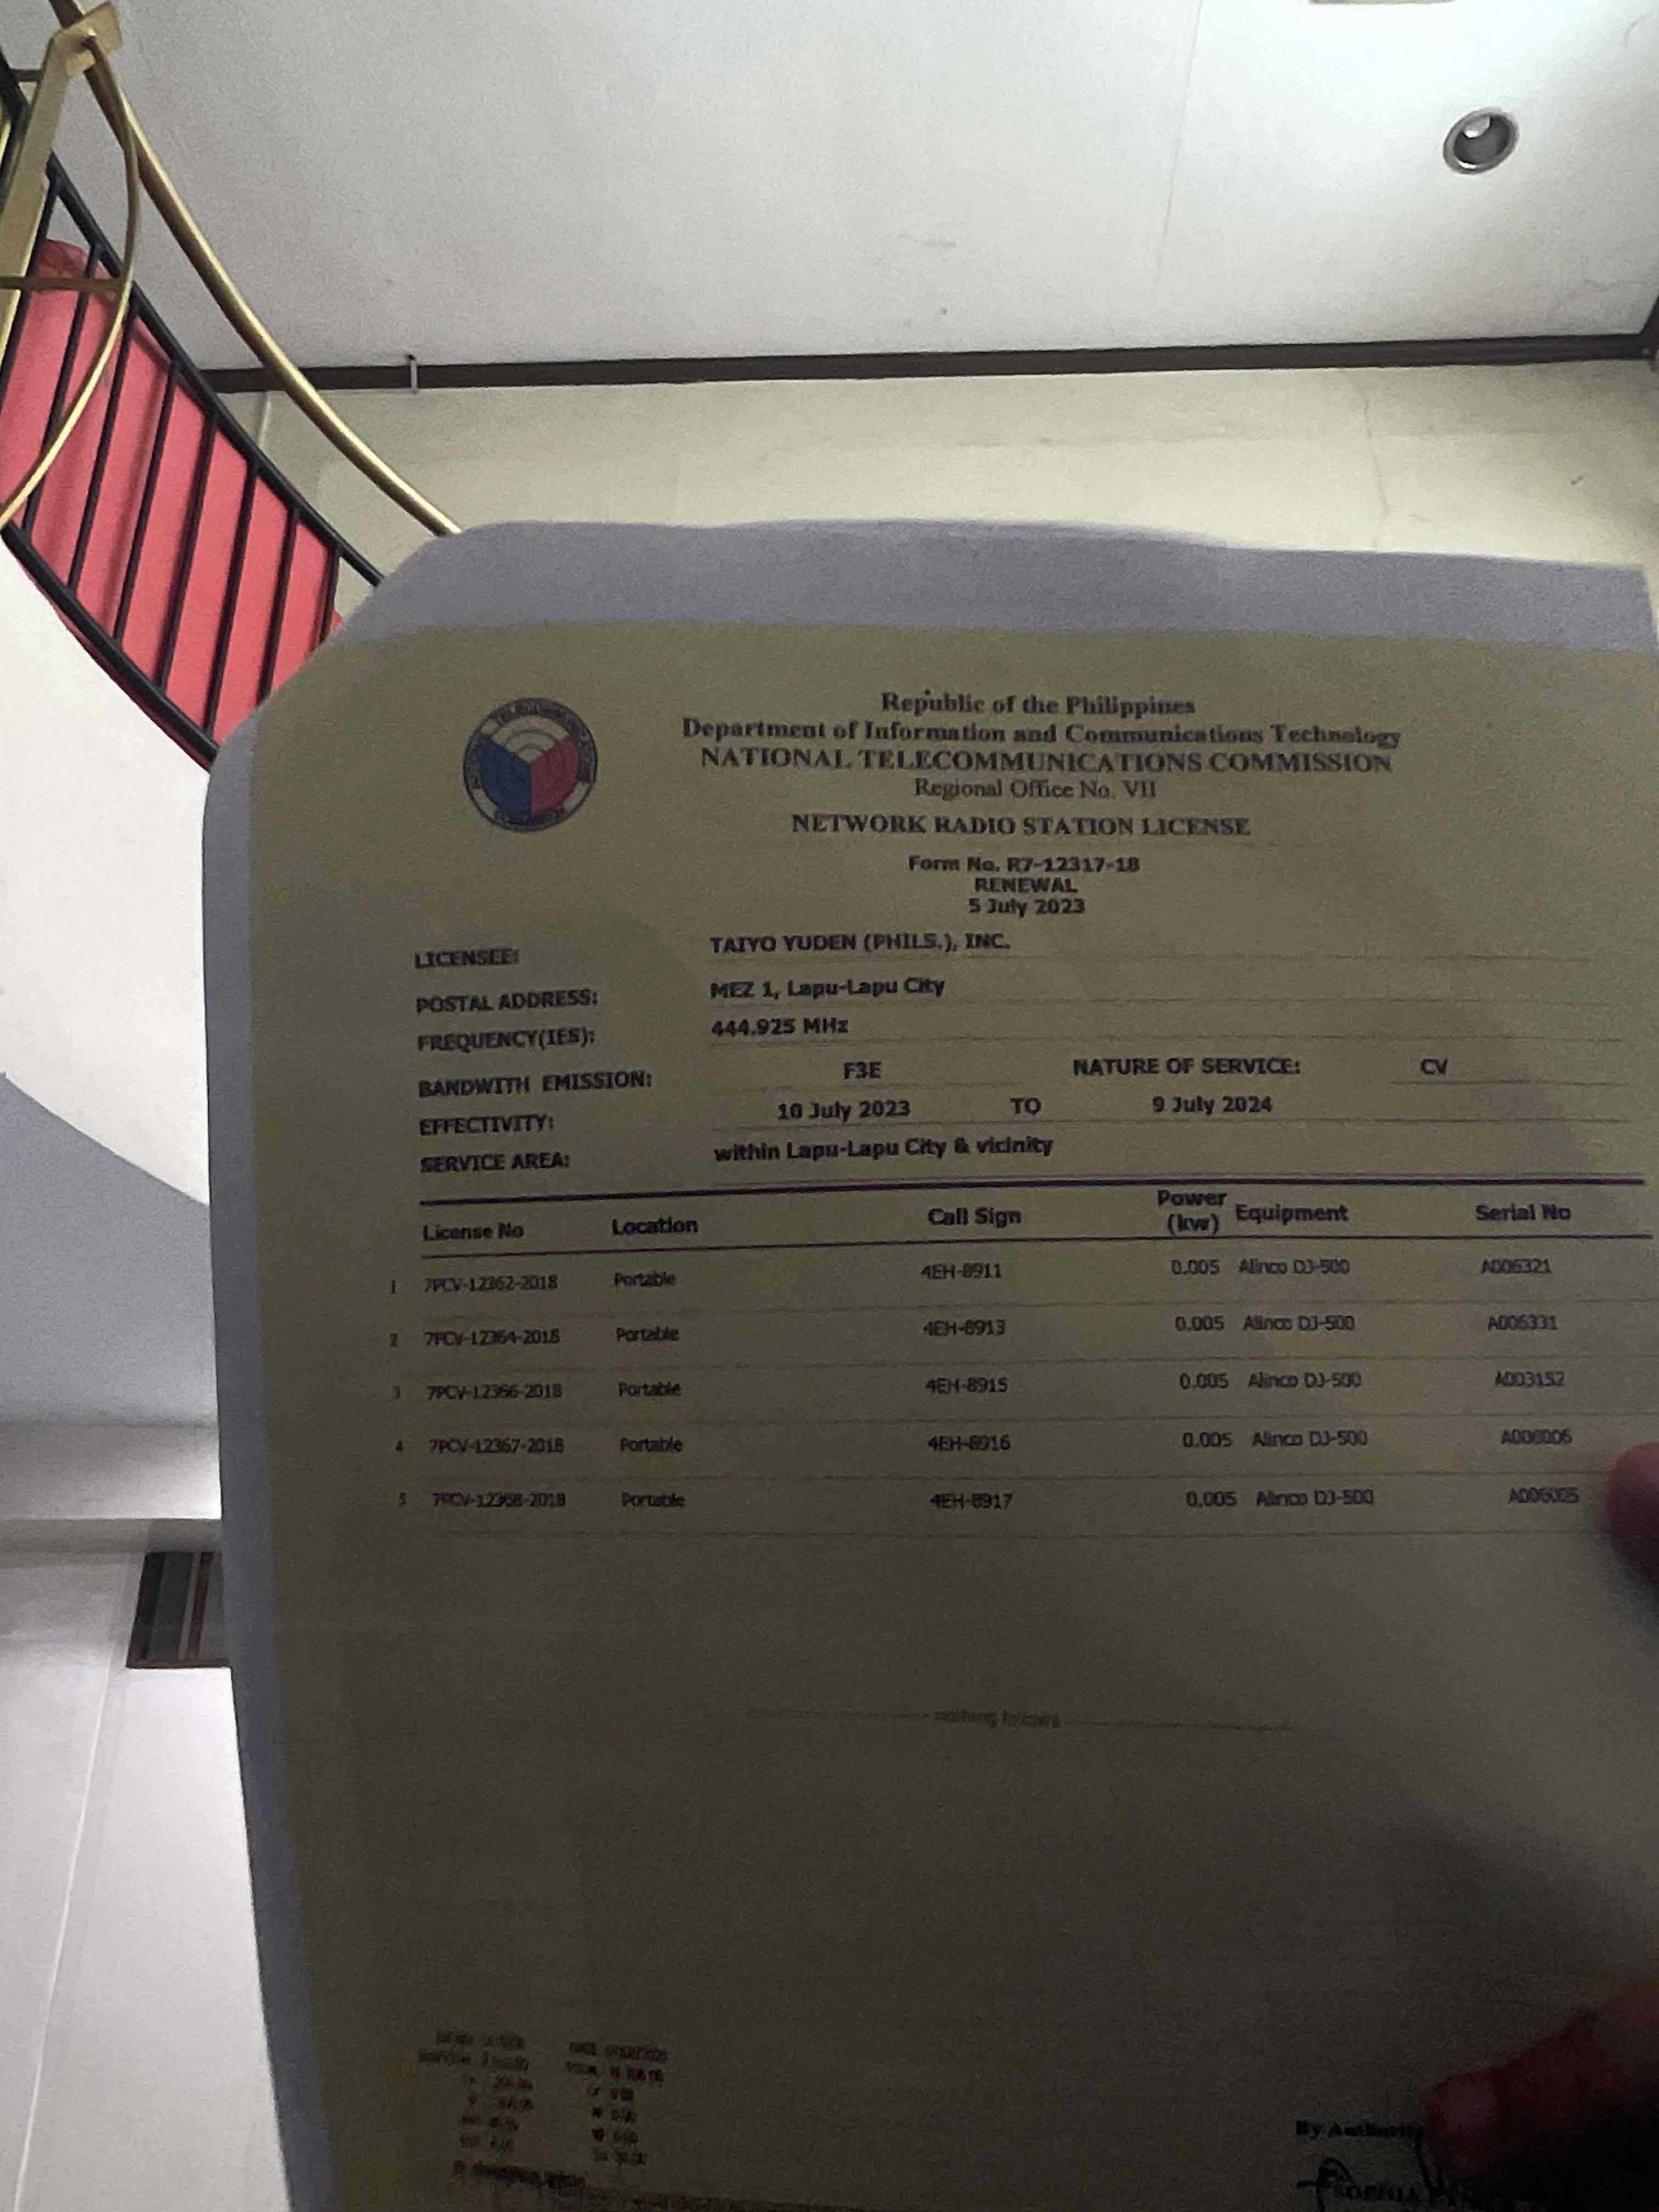 Republic of the Philippines
Department of Information and Communications Technology
NATIONAL TELECOMMUNICATIONS COMMISSION
Regional Office No. VII
NETWORK RADIO STATION LICENSE
Form No. R7-12317-18
RENEWAL
5 July 2023
LICENSEE: TAIYO YUDEN (PHILS.), INC.
POSTAL ADDRESS: MEZ 1, Lapu-Lapu City
FREQUENCY(IES): 444.925 MHz
BANDWITH EMISSION: F3E NATURE OF SERVICE: CV
EFFECTIVITY: 10 July 2023 TO 9 July 2024
SERVICE AREA: within Lapu-Lapu City & vicinity
License No Location Call Sign Power (kw) Equipment Serial No
1 7PCV-12362-2018 Portable 4EH-8911 0.005 Alinco DJ-500 A006321
2 7PCV-12364-2018 Portable 4EH-8913 0.005 Alinco DJ-500 A006331
3 7PCV-12366-2018 Portable 4EH-8915 0.005 Alinco DJ-500 A003152
4 7PCV-12367-2018 Portable 4EH-8916 0.005 Alinco DJ-500
5 7PCV-12368-2018 Portable 4EH-8917 0.005 Alinco DJ-500
nothing follows
By Authority